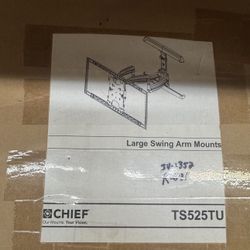 Large Swing Arm Mounts
CHIEF
Our Mounts. Your Vision.
TS525TU